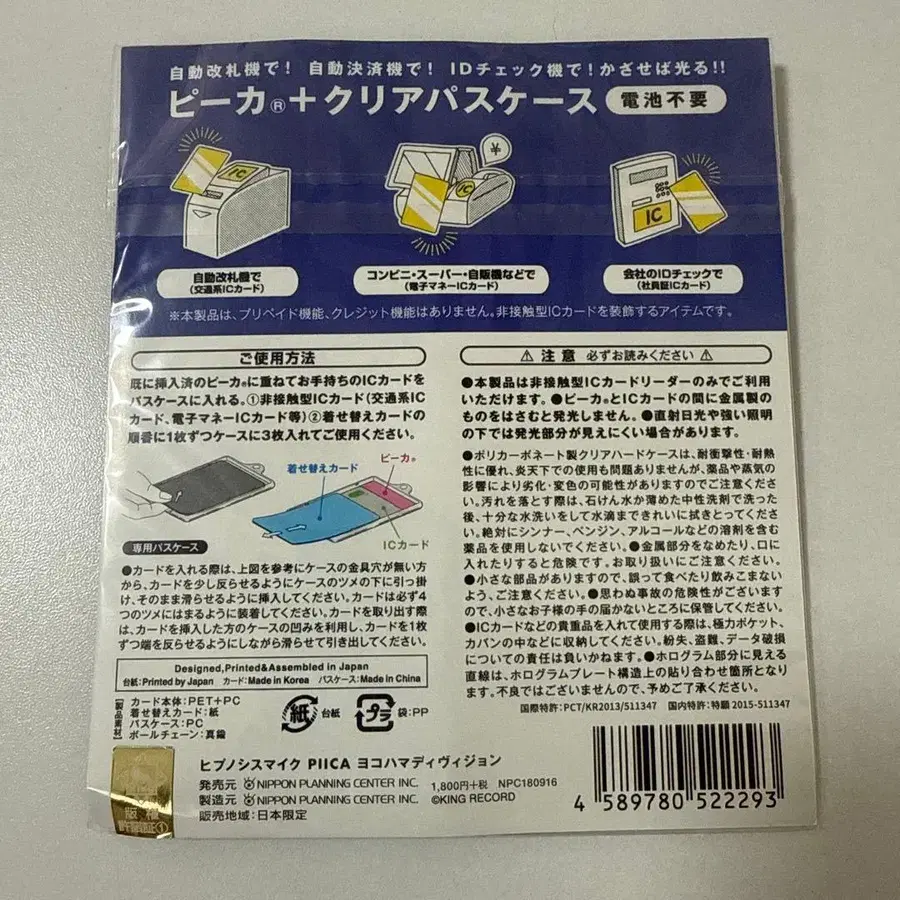 自動改札機で! 自動決済機で! IDチェック機で!かざせば光る!!
ピーカ®+クリアパスケース 電池不要
IC
¥
IC
IC
自動改札機で
(交通系ICカード)
コンビニ・スーパー・自販機などで
(電子マネーICカード)
会社のIDチェックで
(社員証ICカード)
※本製品は、プリペイド機能、クレジット機能はありません。非接触型ICカードを装飾するアイテムです。
ご使用方法
既に挿入済のピーカ®に重ねてお手持ちのICカードを
パスケースに入れる。①非接触型ICカード(交通系IC
カード、電子マネーICカード等)②着せ替えカードの
順番に1枚ずつケースに3枚入れてご使用ください。
着せ替えカード
ピーカ®
ICカード
専用パスケース
●カードを入れる際は、上図を参考にケースの金具穴が無い方
から、カードを少し反らせるようにケースのツメの下に引っ掛
け、そのまま滑らせるように挿入してください。カードは必ず4
つのツメにはまるように装着してください。カードを取り出す際
は、カードを挿入した方のケースの凹みを利用し、カードを1枚
ずつ端を反らせるようにしながら滑らせて引き出してください。
Designed,Printed&Assembled in Japan
台紙:Printed by Japan カード:Made in Korea パスケース:Made in China
【製品素材】
カード本体:PET+PC
着せ替えカード:紙
パスケース:PC
ボールチェーン:真鍮
紙 台紙
プラ 袋:PP
⚠ 注意 必ずお読みください ⚠
●本製品は非接触型ICカードリーダーのみでご利用
いただけます。●ピーカ®とICカードの間に金属製の
ものをはさむと発光しません。●直射日光や強い照明
の下では発光部分が見えにくい場合があります。
●ポリカーボネート製クリアハードケースは、耐衝撃性・耐熱
性に優れ、炎天下での使用も問題ありませんが、薬品や蒸気の
影響により劣化・変色の可能性がありますのでご注意ください。
汚れを落とす際は、石けん水か薄めた中性洗剤で洗った
後、十分な水洗いをして水滴まできれいに拭きとってください。
絶対にシンナー、ベンジン、アルコールなどの溶剤を含む
薬品を使用しないでください。●金属部分をなめたり、口に
入れたりすると危険です。お取り扱いにご注意ください。
●小さな部品がありますので、誤って食べたり飲みこまない
よう、ご注意ください。●思わぬ事故の危険性がございます
ので、小さなお子様の手の届かないところに保管してください。
●ICカードなどの貴重品を入れて使用する際は、極力ポケット、
カバンの中などに収納してください。紛失、盗難、データ破損
についての責任は負いかねます。●ホログラム部分に見える
直線は、ホログラムプレート構造上の貼り合わせ箇所となり
ます。不良ではございませんので、予めご了承ください。
国際特許:PCT/KR2013/511347 国内特許:特願 2015-511347
ヒプノシスマイク PIICA ヨコハマディヴィジョン
発売元 NIPPON PLANNING CENTER INC. 1,800円+税 NPC180916
製造元 NIPPON PLANNING CENTER INC. ©KING RECORD
販売地域:日本限定
4 589780 522293
版権
許諾証①